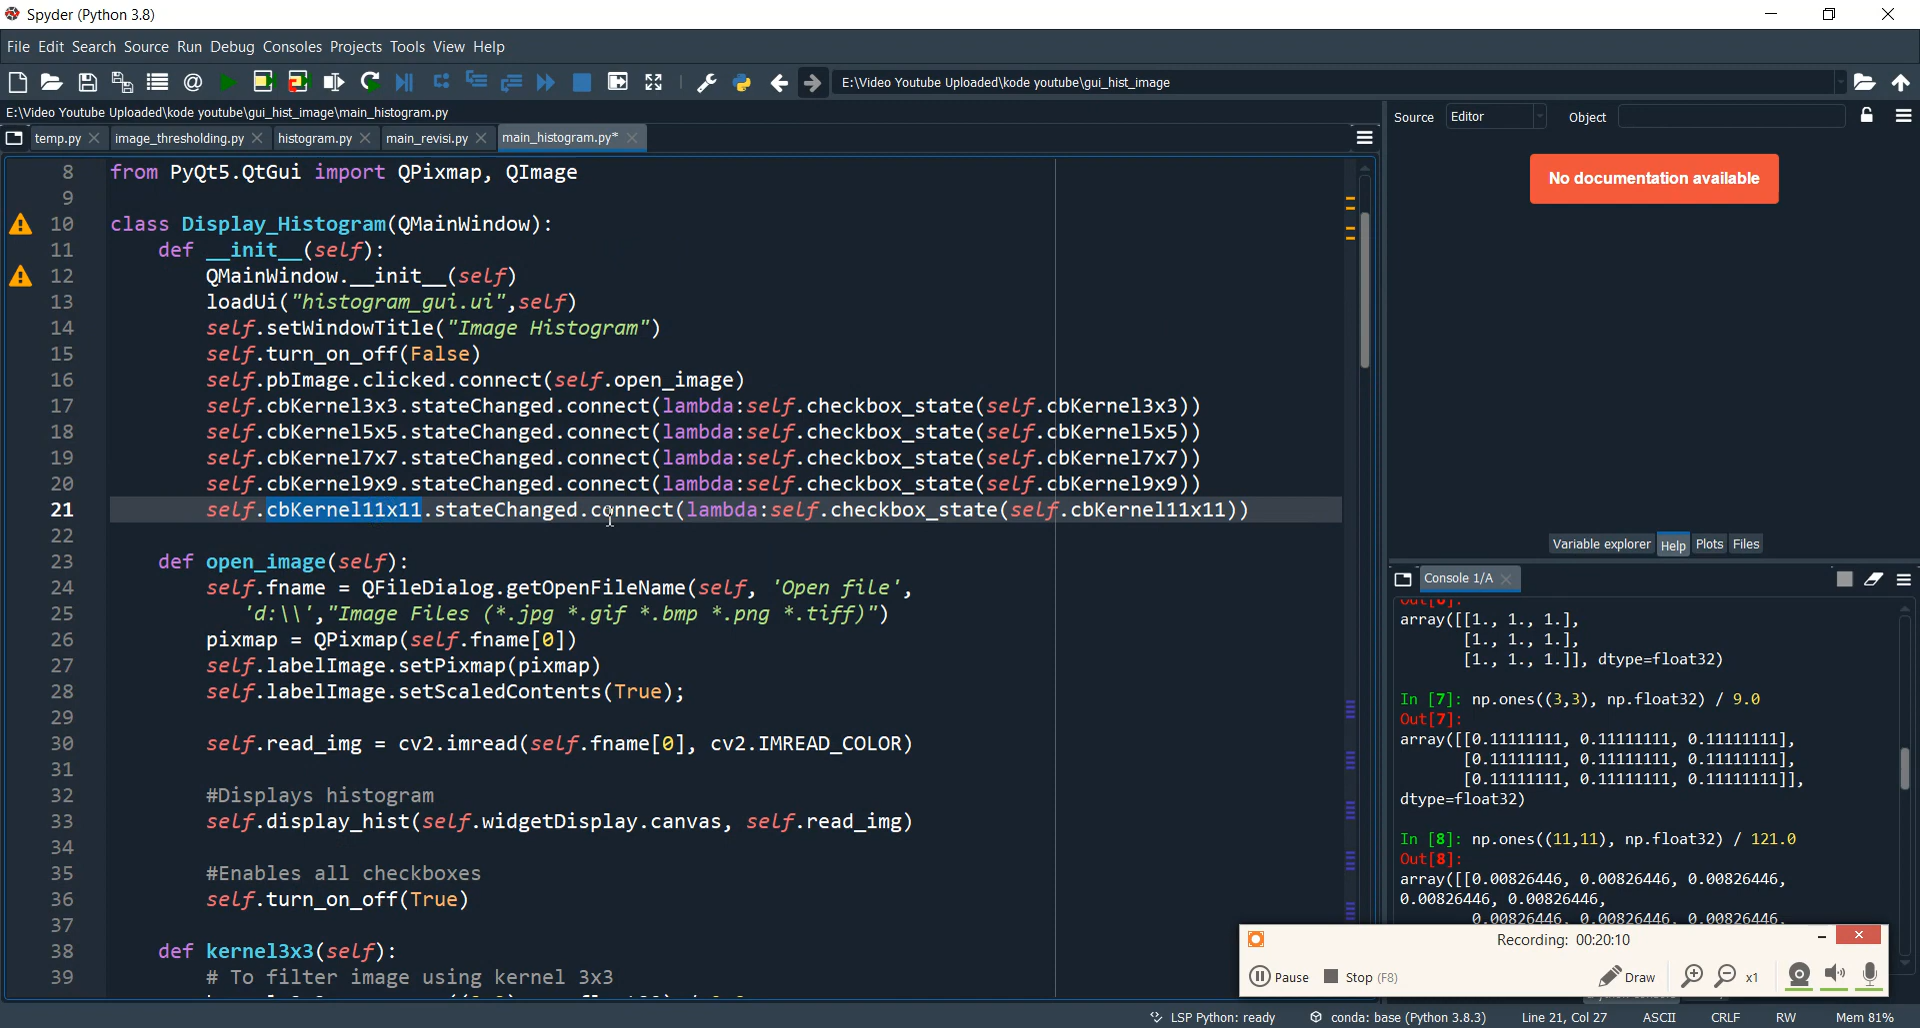 Spyder (Python 3.8)
File Edit Search Source Run Debug Consoles Projects Tools View Help
E:\Video Youtube Uploaded\kode youtube\gui_hist_image
E:\Video Youtube Uploaded\kode youtube\gui_hist_image\main_histogram.py
temp.py image_thresholding.py histogram.py main_revisi.py main_histogram.py*
8 from PyQt5.QtGui import QPixmap, QImage
9
10 class Display_Histogram(QMainWindow):
11 def __init__(self):
12 QMainWindow.__init__(self)
13 loadUi("histogram_gui.ui",self)
14 self.setWindowTitle("Image Histogram")
15 self.turn_on_off(False)
16 self.pbImage.clicked.connect(self.open_image)
17 self.cbKernel3x3.stateChanged.connect(lambda:self.checkbox_state(self.cbKernel3x3))
18 self.cbKernel5x5.stateChanged.connect(lambda:self.checkbox_state(self.cbKernel5x5))
19 self.cbKernel7x7.stateChanged.connect(lambda:self.checkbox_state(self.cbKernel7x7))
20 self.cbKernel9x9.stateChanged.connect(lambda:self.checkbox_state(self.cbKernel9x9))
21 self.cbKernel11x11.stateChanged.connect(lambda:self.checkbox_state(self.cbKernel11x11))
22
23 def open_image(self):
24 self.fname = QFileDialog.getOpenFileName(self, 'Open file',
25 'd:\\',"Image Files (*.jpg *.gif *.bmp *.png *.tiff)")
26 pixmap = QPixmap(self.fname[0])
27 self.labelImage.setPixmap(pixmap)
28 self.labelImage.setScaledContents(True);
29
30 self.read_img = cv2.imread(self.fname[0], cv2.IMREAD_COLOR)
31
32 #Displays histogram
33 self.display_hist(self.widgetDisplay.canvas, self.read_img)
34
35 #Enables all checkboxes
36 self.turn_on_off(True)
37
38 def kernel3x3(self):
39 # To filter image using kernel 3x3
Source Editor Object
No documentation available
Variable explorer Help Plots Files
Console 1/A
array([[1., 1., 1.],
[1., 1., 1.],
[1., 1., 1.]], dtype=float32)
In [7]: np.ones((3,3), np.float32) / 9.0
Out[7]:
array([[0.11111111, 0.11111111, 0.11111111],
[0.11111111, 0.11111111, 0.11111111],
[0.11111111, 0.11111111, 0.11111111]],
dtype=float32)
In [8]: np.ones((11,11), np.float32) / 121.0
Out[8]:
array([[0.00826446, 0.00826446, 0.00826446,
0.00826446, 0.00826446,
0.00826446, 0.00826446, 0.00826446,
Recording: 00:20:10
Pause Stop (F8) Draw x1
LSP Python: ready conda: base (Python 3.8.3) Line 21, Col 27 ASCII CRLF RW Mem 81%